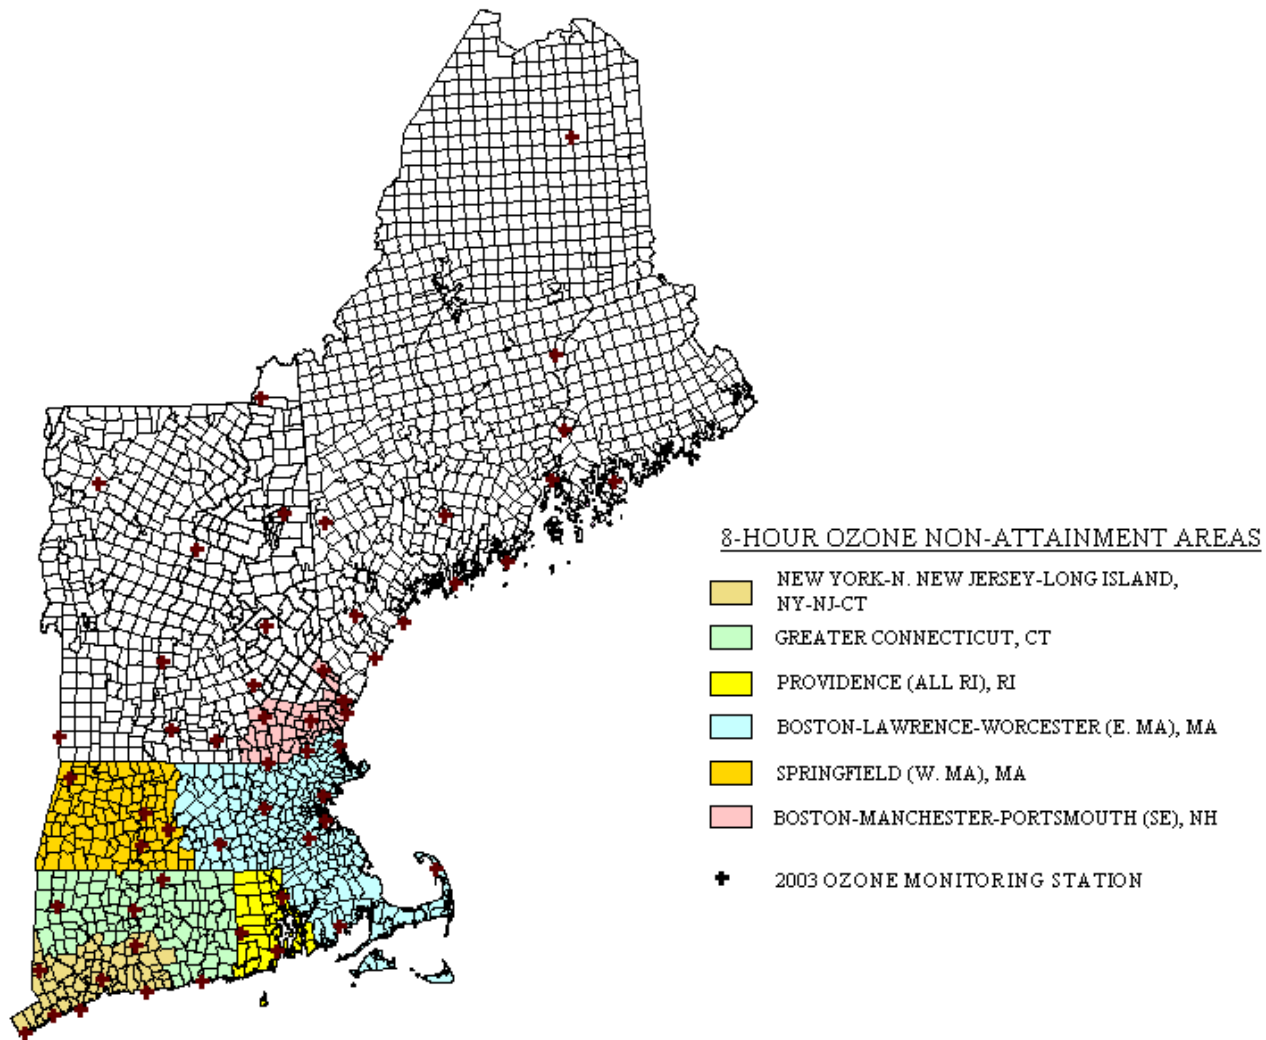 8-HOUR OZONE NON-ATTAINMENT AREAS
NEW YORK-N. NEW JERSEY-LONG ISLAND,
NY-NJ-CT
GREATER CONNECTICUT, CT
PROVIDENCE (ALL RI), RI
BOSTON-LAWRENCE-WORCESTER (E. MA), MA
SPRINGFIELD (W. MA), MA
BOSTON-MANCHESTER-PORTSMOUTH (SE), NH
2003 OZONE MONITORING STATION